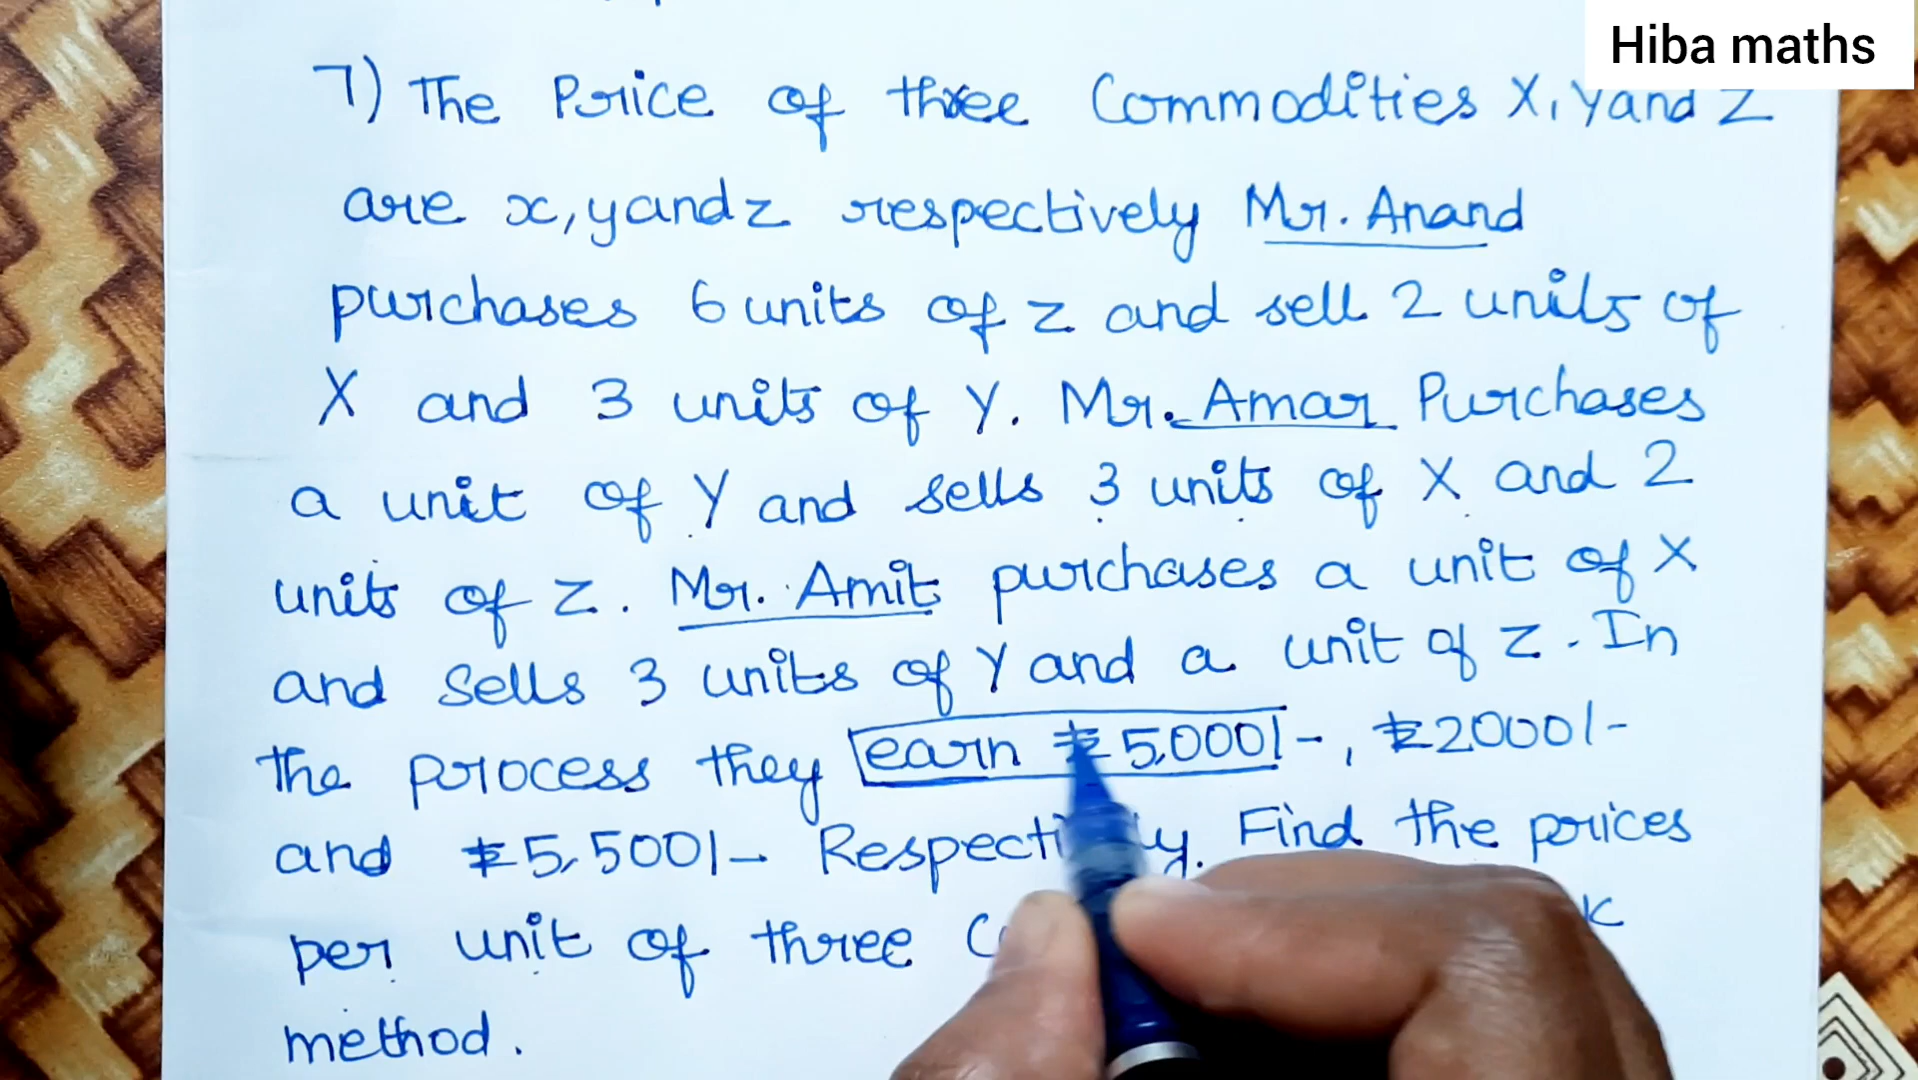 Hiba maths
7) The Price of three Commodities X, Y and Z
are x, y and z respectively Mr. Anand
purchases 6 units of z and sell 2 units of
X and 3 units of Y. Mr. Amar Purchases
a unit of Y and sells 3 units of X and 2
units of z. Mr. Amit purchases a unit of X
and sells 3 units of Y and a unit of z. In
the process they earn ₹5,000/-, ₹2000/-
and ₹5,500/- Respectively. Find the prices
per unit of three
method.